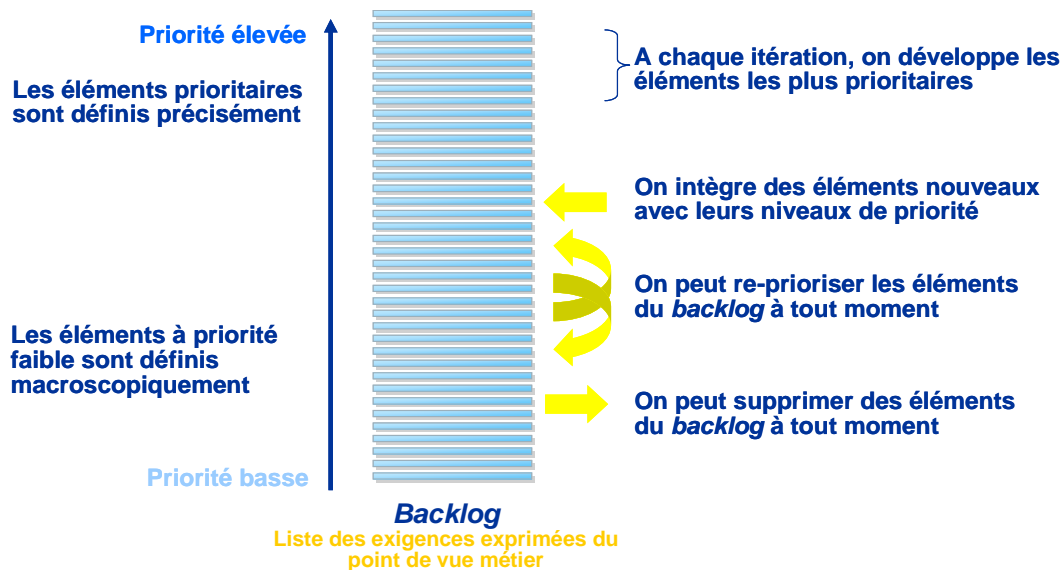 Priorité élevée
Les éléments prioritaires
sont définis précisément
Les éléments à priorité
faible sont définis
macroscopiquement
Priorité basse
A chaque itération, on développe les
éléments les plus prioritaires
On intègre des éléments nouveaux
avec leurs niveaux de priorité
On peut re-prioriser les éléments
du backlog à tout moment
On peut supprimer des éléments
du backlog à tout moment
Backlog
Liste des exigences exprimées du
point de vue métier